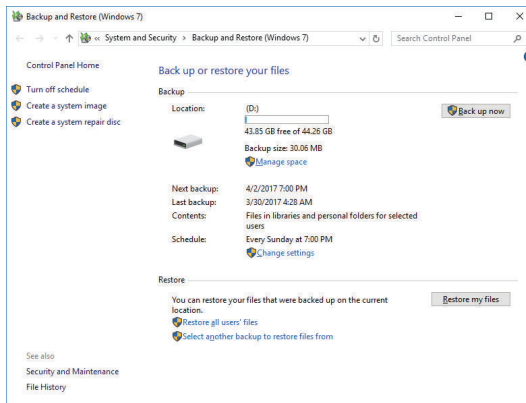 Backup and Restore (Windows 7)
« System and Security > Backup and Restore (Windows 7)
Search Control Panel
Control Panel Home
Turn off schedule
Create a system image
Create a system repair disc
Back up or restore your files
Backup
Location:
(D:)
43.85 GB free of 44.26 GB
Backup size: 30.06 MB
Manage space
Back up now
Next backup: 4/2/2017 7:00 PM
Last backup: 3/30/2017 4:28 AM
Contents: Files in libraries and personal folders for selected
users
Schedule: Every Sunday at 7:00 PM
Change settings
Restore
You can restore your files that were backed up on the current
location.
Restore my files
Restore all users' files
Select another backup to restore files from
See also
Security and Maintenance
File History